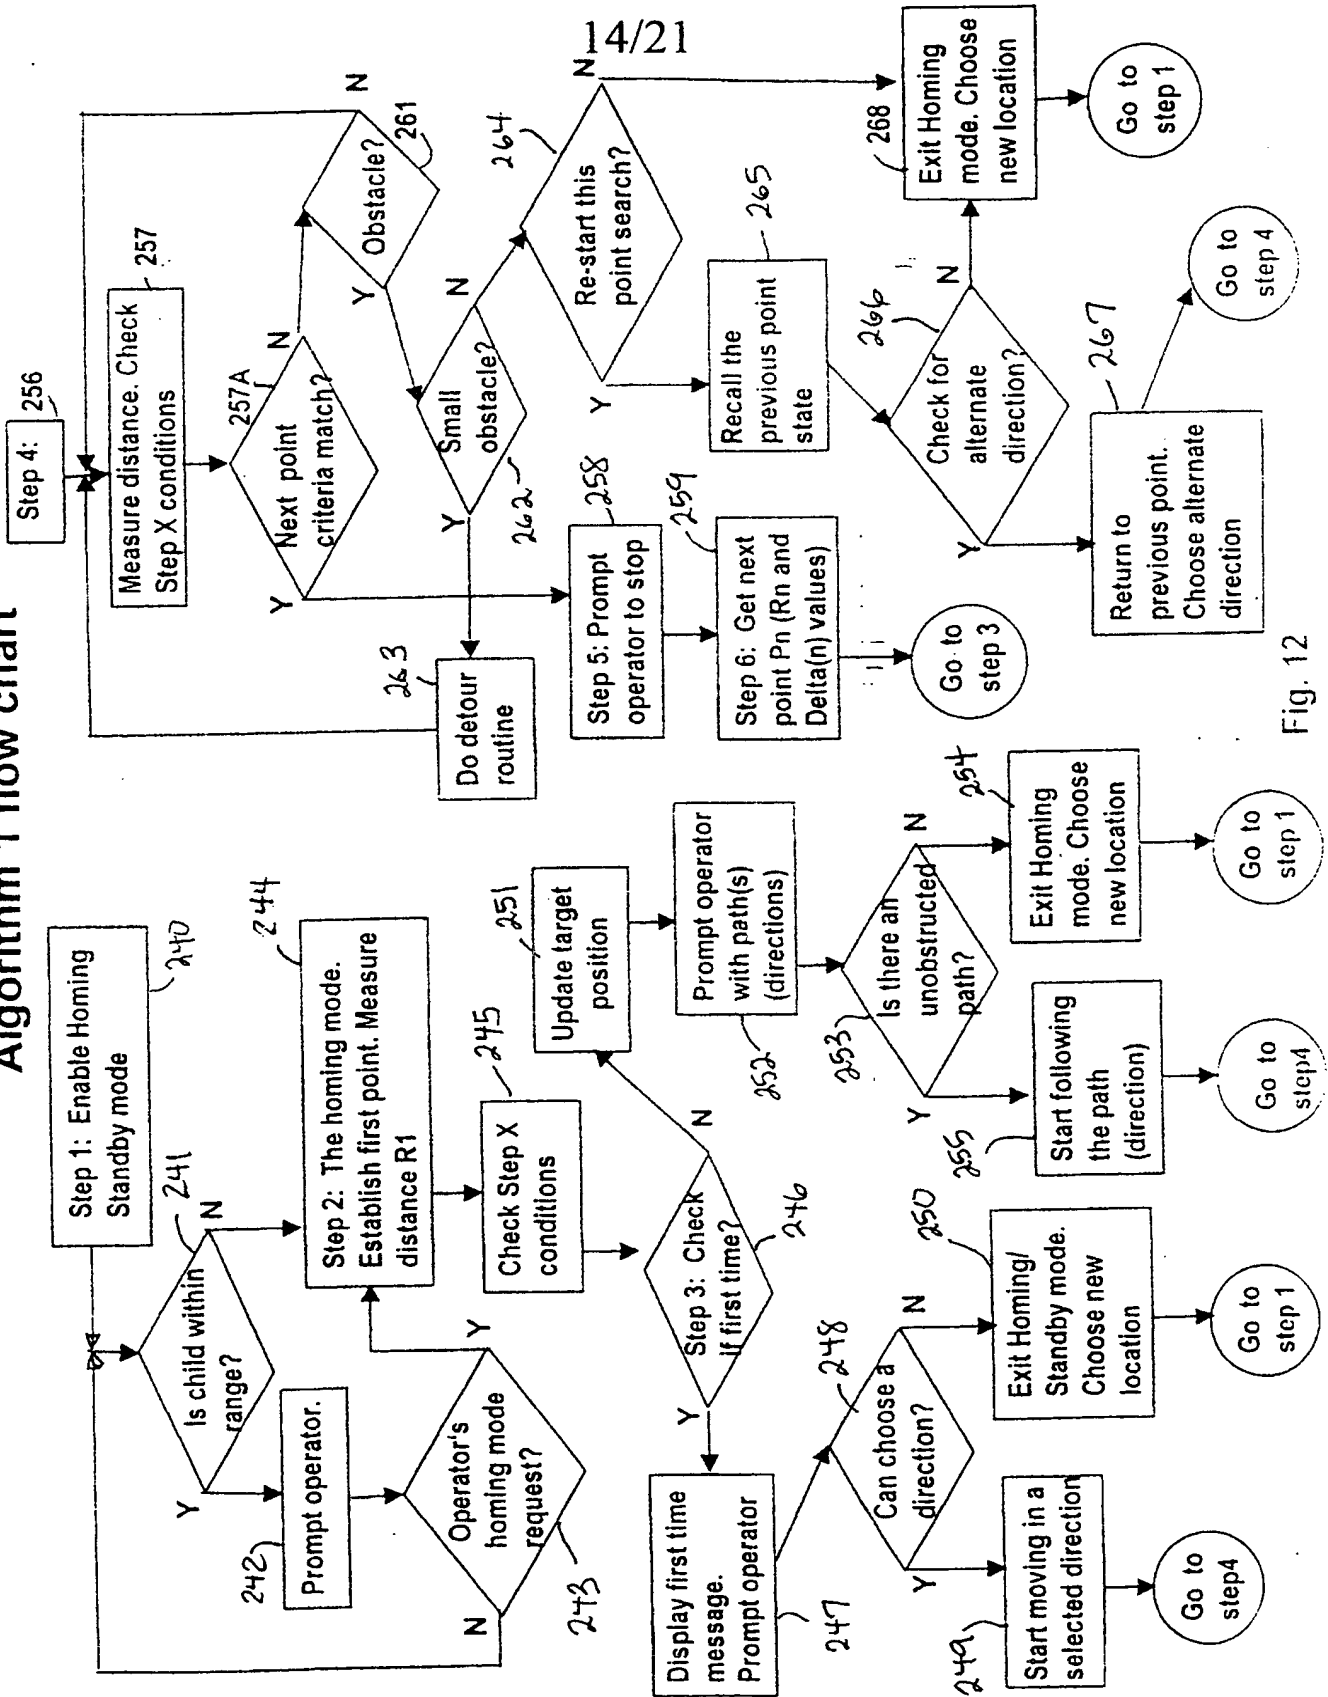 14/21
Algorithm 1 flow chart
Step 1: Enable Homing
Standby mode
240
Is child within
range?
241
Y
N
242
Prompt operator.
Operator's
homing mode
request?
243
N
Y
244
Step 2: The homing mode.
Establish first point. Measure
distance R1
245
Check Step X
conditions
Step 3: Check
If first time?
246
Y
N
Display first time
message.
Prompt operator
247
Can choose a
direction?
248
Y
N
249
Start moving in a
selected direction
Go to
step4
250
Exit Homing/
Standby mode.
Choose new
location
Go to
step 1
251
Update target
position
Prompt operator
with path(s)
(directions)
252
Is there an
unobstructed
path?
253
Y
N
255
Start following
the path
(direction)
Go to
step4
254
Exit Homing
mode. Choose
new location
Go to
step 1
Step 4:
256
Measure distance. Check
Step X conditions
257
Next point
criteria match?
257A
Y
N
Obstacle?
261
Y
N
Small
obstacle?
262
Y
N
263
Do detour
routine
258
Step 5: Prompt
operator to stop
259
Step 6: Get next
point Pn (Rn and
Delta(n) values)
Go to
step 3
264
Re-start this
point search?
Y
N
265
Recall the
previous point
state
266
Check for
alternate
direction?
Y
N
267
Return to
previous point.
Choose alternate
direction
Go to
step 4
268
Exit Homing
mode. Choose
new location
Go to
step 1
Fig. 12